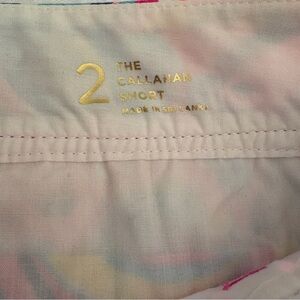 2
THE
CALLAHAN
SHORT
MADE IN SRI LANKA